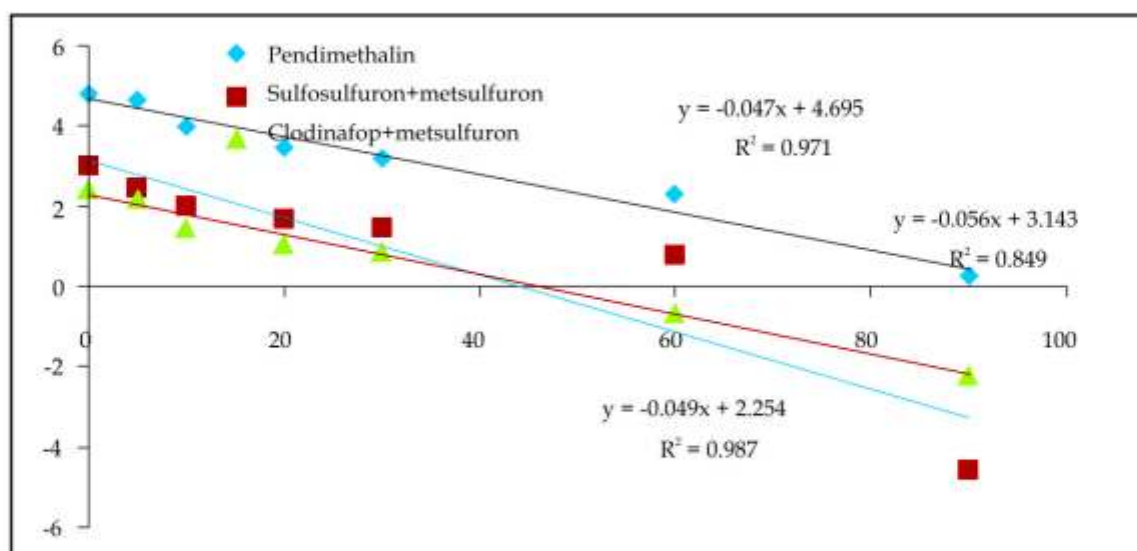 6
Pendimethalin
Sulfosulfuron+metsulfuron
Clodinafop+metsulfuron
4
y = -0.047x + 4.695
R² = 0.971
2
y = -0.056x + 3.143
R² = 0.849
0
0 20 40 60 80 100
-2
y = -0.049x + 2.254
R² = 0.987
-4
-6